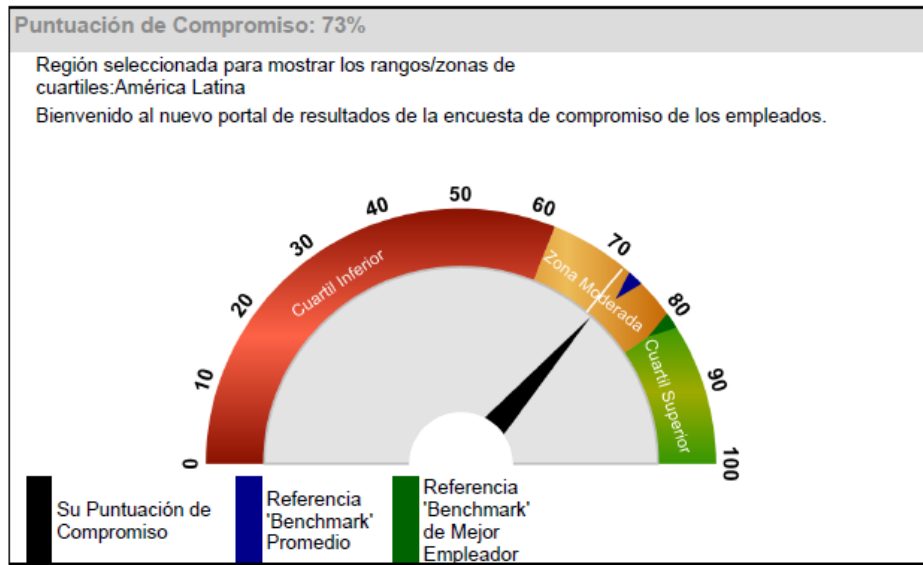 Puntuación de Compromiso: 73%
Región seleccionada para mostrar los rangos/zonas de
cuartiles:América Latina
Bienvenido al nuevo portal de resultados de la encuesta de compromiso de los empleados.
0
10
20
30
40
50
60
70
80
90
100
Cuartil Inferior
Zona Moderada
Cuartil Superior
Su Puntuación de
Compromiso
Referencia
'Benchmark'
Promedio
Referencia
'Benchmark'
de Mejor
Empleador